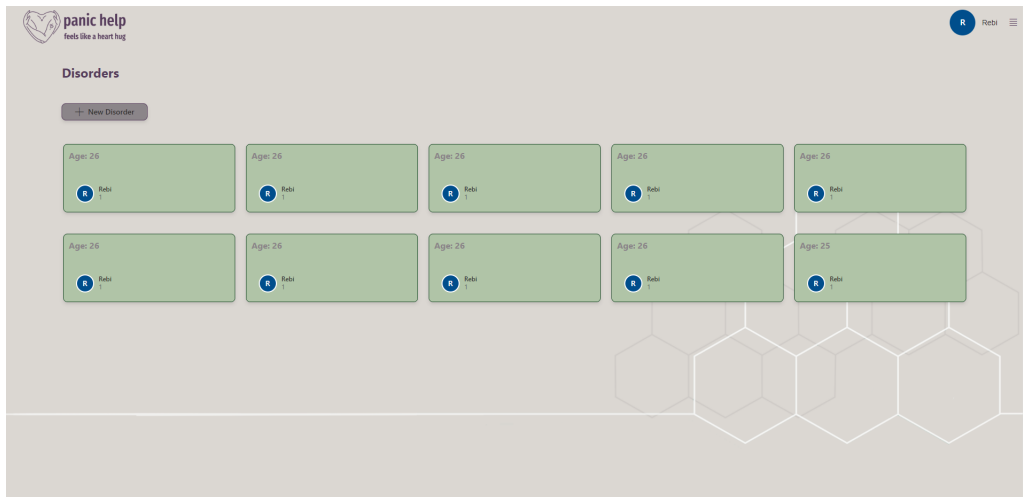 panic help
feels like a heart hug
R Rebi
Disorders
+ New Disorder
Age: 26 Age: 26 Age: 26 Age: 26 Age: 26
R Rebi R Rebi R Rebi R Rebi R Rebi
1 1 1 1 1
Age: 26 Age: 26 Age: 26 Age: 26 Age: 25
R Rebi R Rebi R Rebi R Rebi R Rebi
1 1 1 1 1